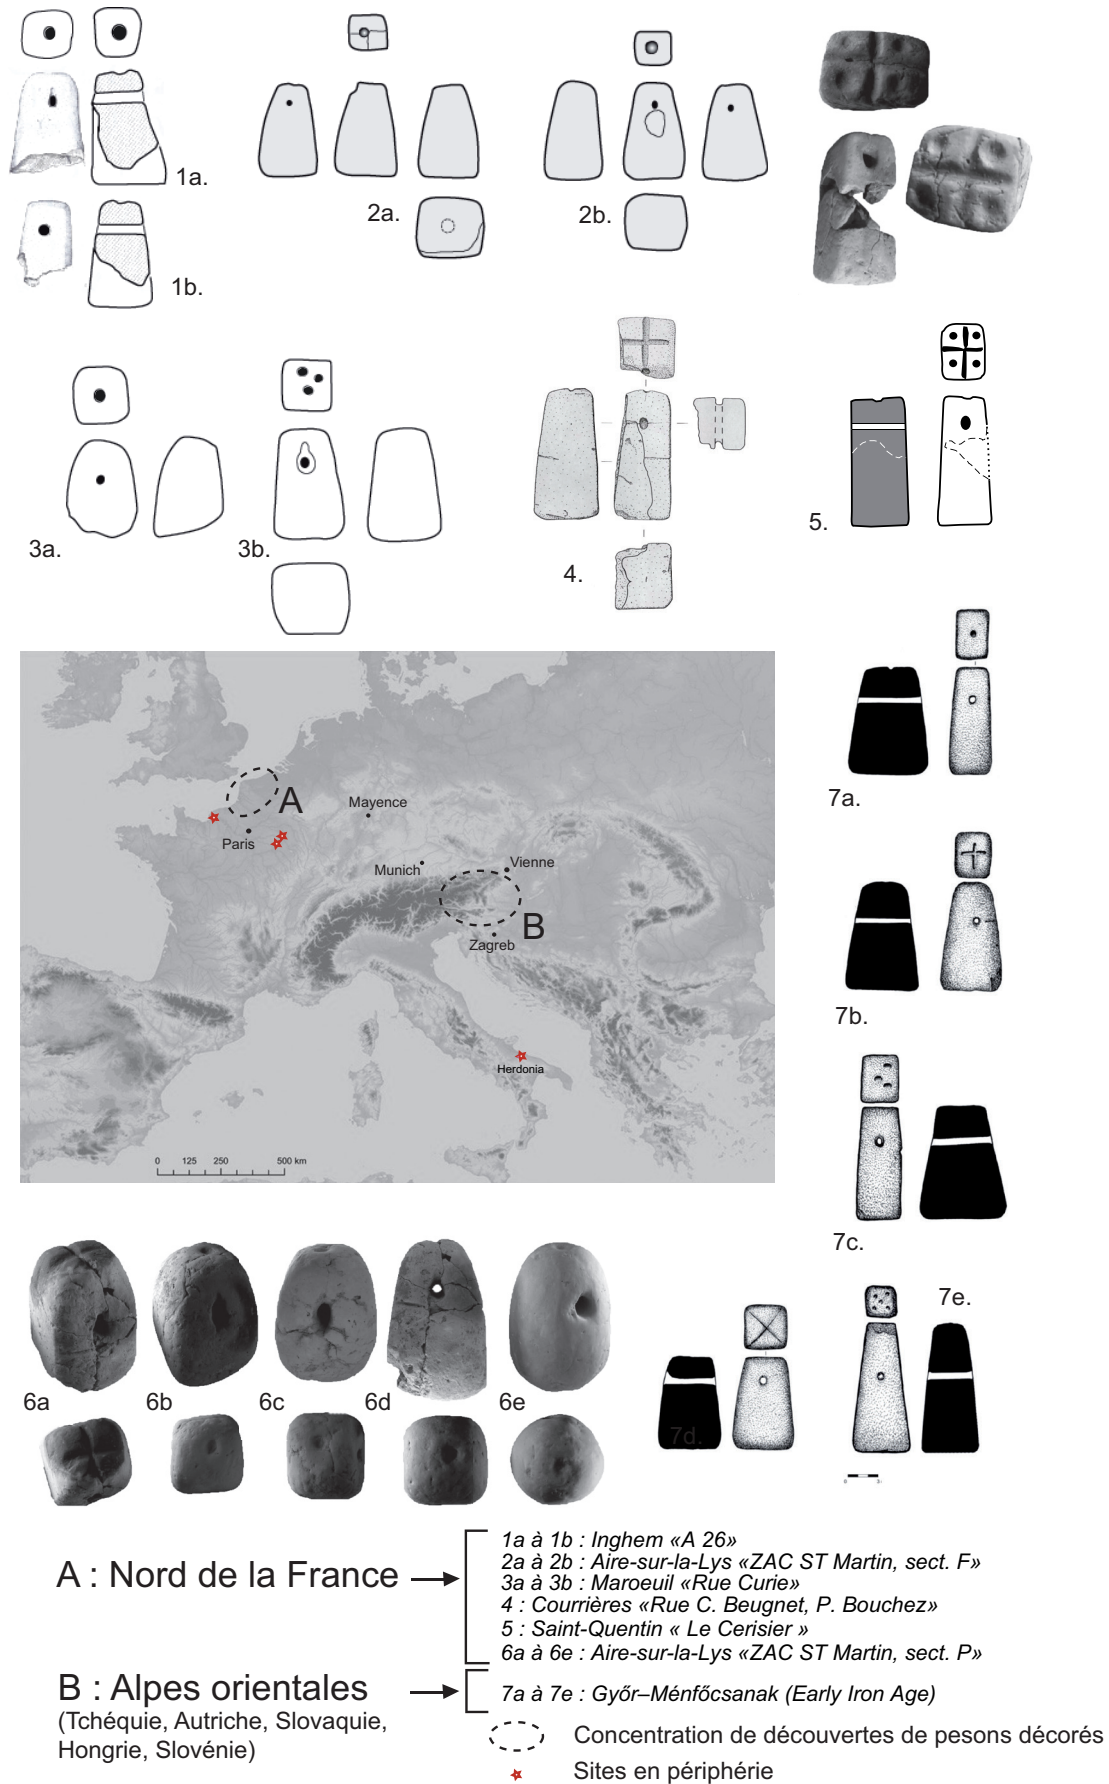 1a.
2a.
2b.
1b.
3a.
3b.
4.
5.
A
Mayence
Paris
Munich
Vienne
B
Zagreb
Herdonia
0 125 250 500 km
7a.
7b.
7c.
6a 6b 6c 6d 6e
7d.
7e.
A : Nord de la France
1a à 1b : Inghem «A 26»
2a à 2b : Aire-sur-la-Lys «ZAC ST Martin, sect. F»
3a à 3b : Maroeuil «Rue Curie»
4 : Courrières «Rue C. Beugnet, P. Bouchez»
5 : Saint-Quentin « Le Cerisier »
6a à 6e : Aire-sur-la-Lys «ZAC ST Martin, sect. P»
B : Alpes orientales
(Tchéquie, Autriche, Slovaquie,
Hongrie, Slovénie)
7a à 7e : Győr–Ménfőcsanak (Early Iron Age)
Concentration de découvertes de pesons décorés
Sites en périphérie